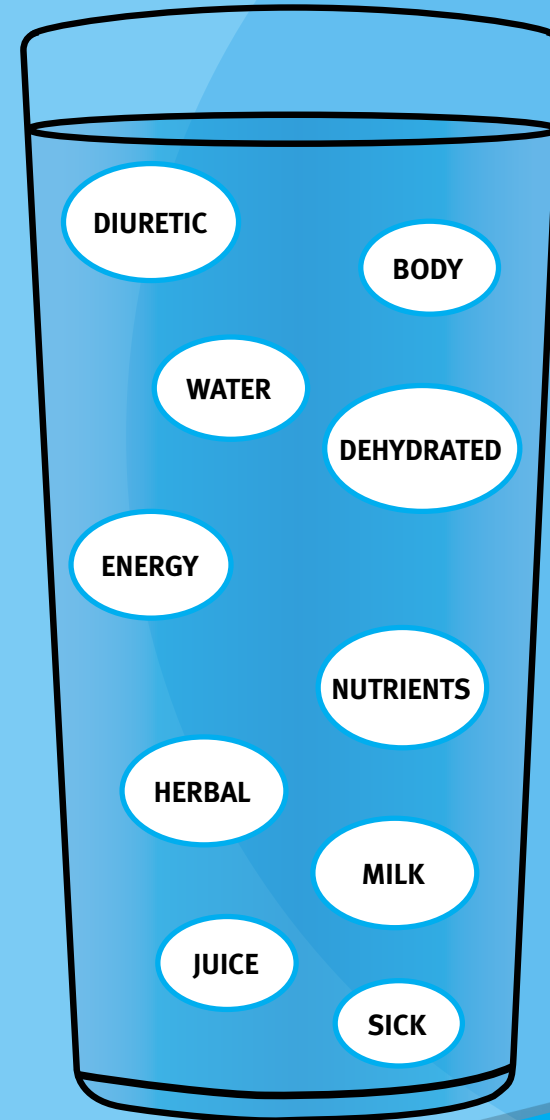 DIURETIC
BODY
WATER
DEHYDRATED
ENERGY
NUTRIENTS
HERBAL
MILK
JUICE
SICK